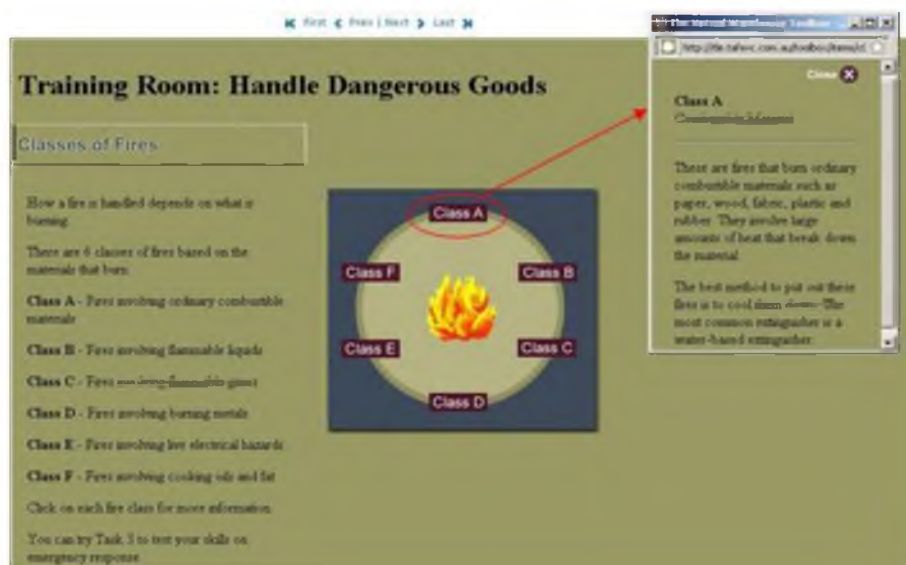 First Prev | Next Last
Training Room: Handle Dangerous Goods
Classes of Fires
How a fire is handled depends on what is
burning.
There are 6 classes of fires based on the
materials that burn:
Class A - Fires involving ordinary combustible
materials
Class B - Fires involving flammable liquids
Class C - Fires
Class D - Fires involving burning metals
Class E - Fires involving live electrical hazards
Class F - Fires involving cooking oils and fat
Click on each fire class for more information.
You can try Task 3 to test your skills on
emergency response
Class A
Class B
Class C
Class D
Class E
Class F
Close
Class A
These are fires that burn ordinary
combustible materials such as
paper, wood, fabric, plastic and
rubber. They involve large
amounts of heat that break down
the material.
The best method to put out these
fires is to cool The
most common extinguisher is a
water-based extinguisher.